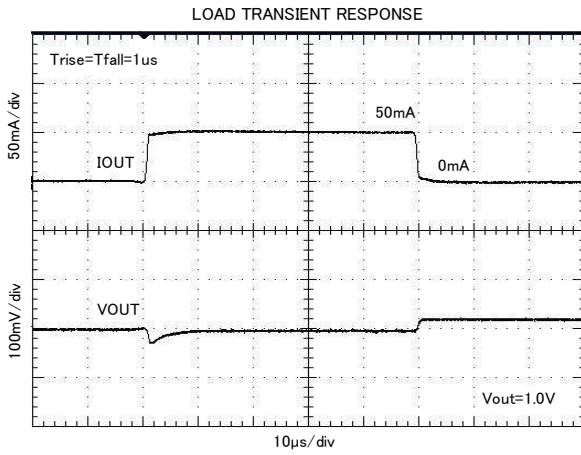 LOAD TRANSIENT RESPONSE
Trise=Tfall=1us
50mA/div
50mA
IOUT
0mA
VOUT
100mV/div
Vout=1.0V
10μs/div